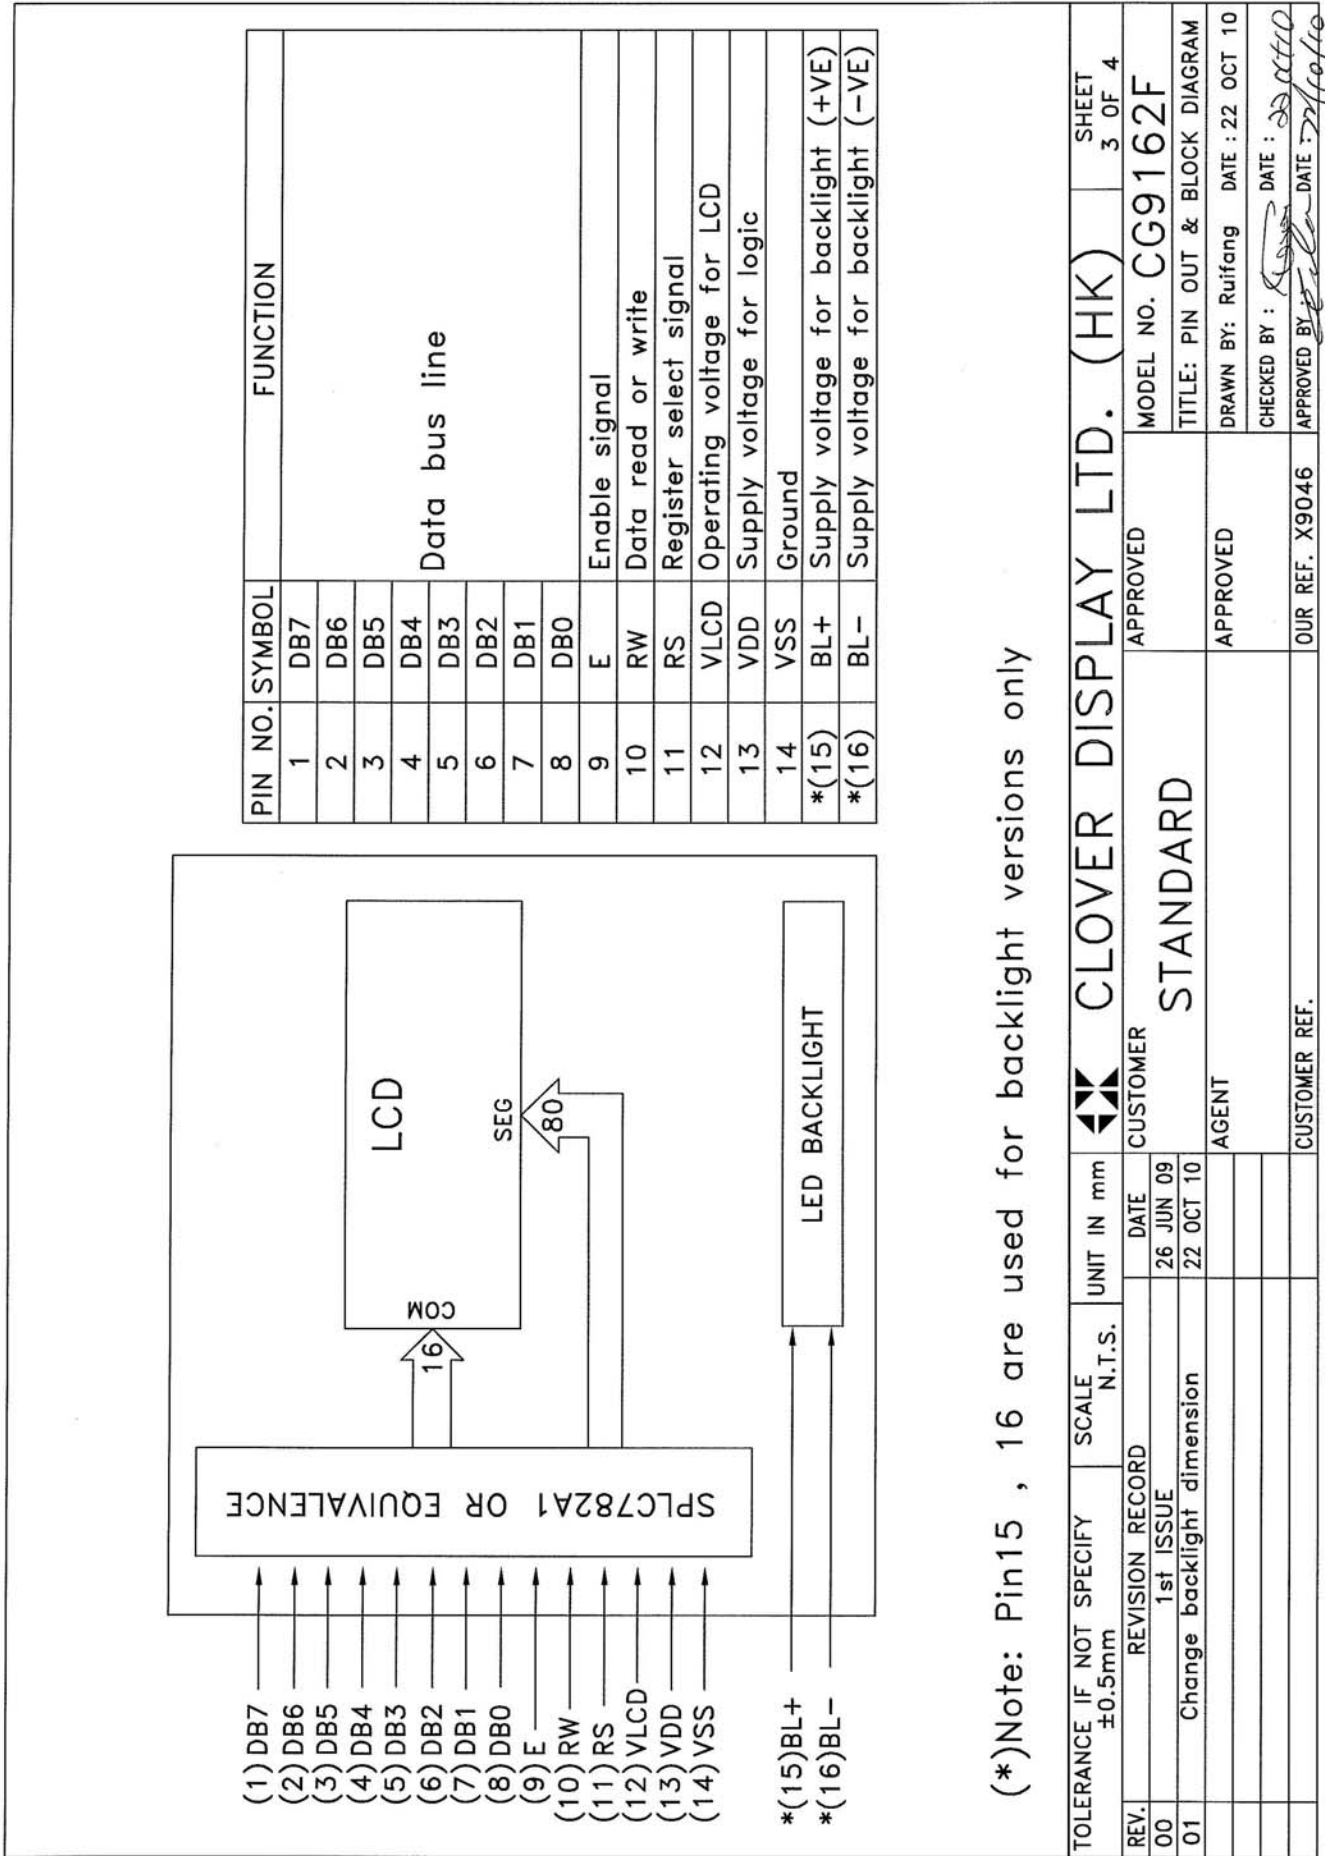 (1)DB7
(2)DB6
(3)DB5
(4)DB4
(5)DB3
(6)DB2
(7)DB1
(8)DB0
(9)E
(10)RW
(11)RS
(12)VLCD
(13)VDD
(14)VSS
*(15)BL+
*(16)BL-
SPLC782A1 OR EQUIVALENCE
16
COM
LCD
SEG
80
LED BACKLIGHT
PIN NO. SYMBOL FUNCTION
1 DB7
2 DB6
3 DB5
4 DB4
5 DB3
6 DB2
7 DB1
8 DB0
Data bus line
9 E Enable signal
10 RW Data read or write
11 RS Register select signal
12 VLCD Operating voltage for LCD
13 VDD Supply voltage for logic
14 VSS Ground
*(15) BL+ Supply voltage for backlight (+VE)
*(16) BL- Supply voltage for backlight (-VE)
(*)Note: Pin15 , 16 are used for backlight versions only
TOLERANCE IF NOT SPECIFY
±0.5mm
SCALE
N.T.S.
UNIT IN mm
CLOVER DISPLAY LTD. (HK)
SHEET
3 OF 4
REV. REVISION RECORD DATE
00 1st ISSUE 26 JUN 09
01 Change backlight dimension 22 OCT 10
CUSTOMER
STANDARD
AGENT
CUSTOMER REF.
APPROVED
APPROVED
OUR REF. X9046
MODEL NO. CG9162F
TITLE: PIN OUT & BLOCK DIAGRAM
DRAWN BY: Ruifang DATE : 22 OCT 10
CHECKED BY : DATE : 22 Oct 10
APPROVED BY : DATE :